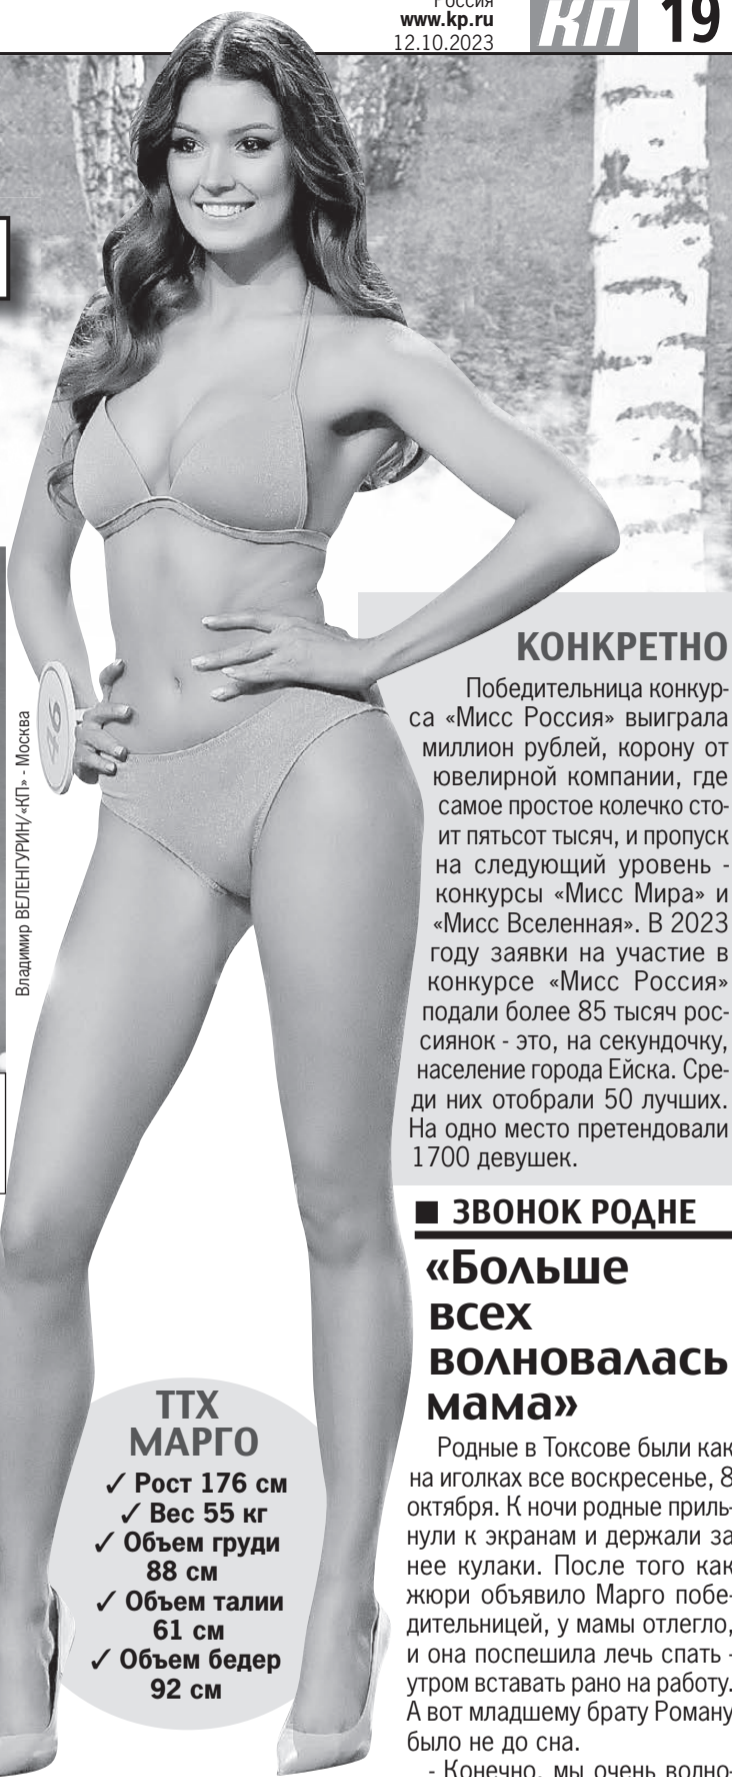 Россия
www.kp.ru
12.10.2023
КП
19
46
Владимир ВЕЛЕНГУРИН/«КП» - Москва
КОНКРЕТНО
Победительница конкур-
са «Мисс Россия» выиграла
миллион рублей, корону от
ювелирной компании, где
самое простое колечко сто-
ит пятьсот тысяч, и пропуск
на следующий уровень -
конкурсы «Мисс Мира» и
«Мисс Вселенная». В 2023
году заявки на участие в
конкурсе «Мисс Россия»
подали более 85 тысяч рос-
сиянок - это, на секундочку,
население города Ейска. Сре-
ди них отобрали 50 лучших.
На одно место претендовали
1700 девушек.
■ ЗВОНОК РОДНЕ
«Больше
всех
волновалась
мама»
Родные в Токсове были как
на иголках все воскресенье, 8
октября. К ночи родные приль-
нули к экранам и держали за
нее кулаки. После того как
жюри объявило Марго побе-
дительницей, у мамы отлегло,
и она поспешила лечь спать -
утром вставать рано на работу.
А вот младшему брату Роману
было не до сна.
- Конечно, мы очень волно-
ТТХ
МАРГО
✓ Рост 176 см
✓ Вес 55 кг
✓ Объем груди
88 см
✓ Объем талии
61 см
✓ Объем бедер
92 см